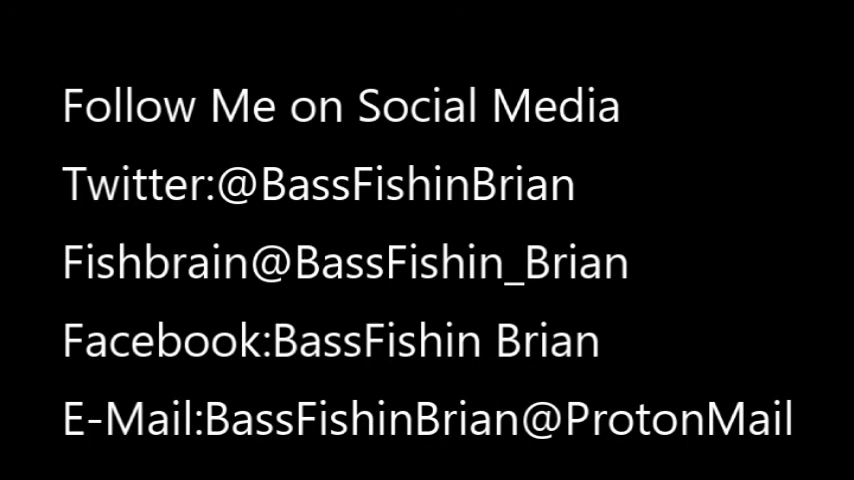 Follow Me on Social Media
Twitter:@BassFishinBrian
Fishbrain@BassFishin_Brian
Facebook:BassFishin Brian
E-Mail:BassFishinBrian@ProtonMail